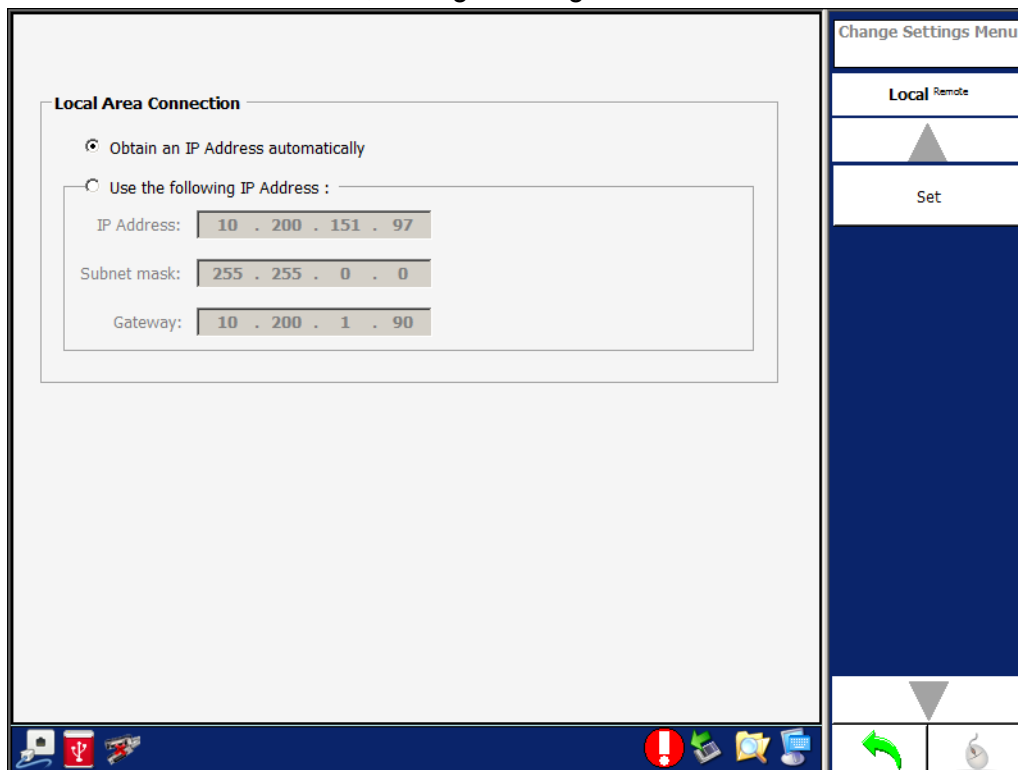 Change Settings Menu
Local Remote
Local Area Connection
Obtain an IP Address automatically
Use the following IP Address :
IP Address: 10 . 200 . 151 . 97
Set
Subnet mask: 255 . 255 . 0 . 0
Gateway: 10 . 200 . 1 . 90